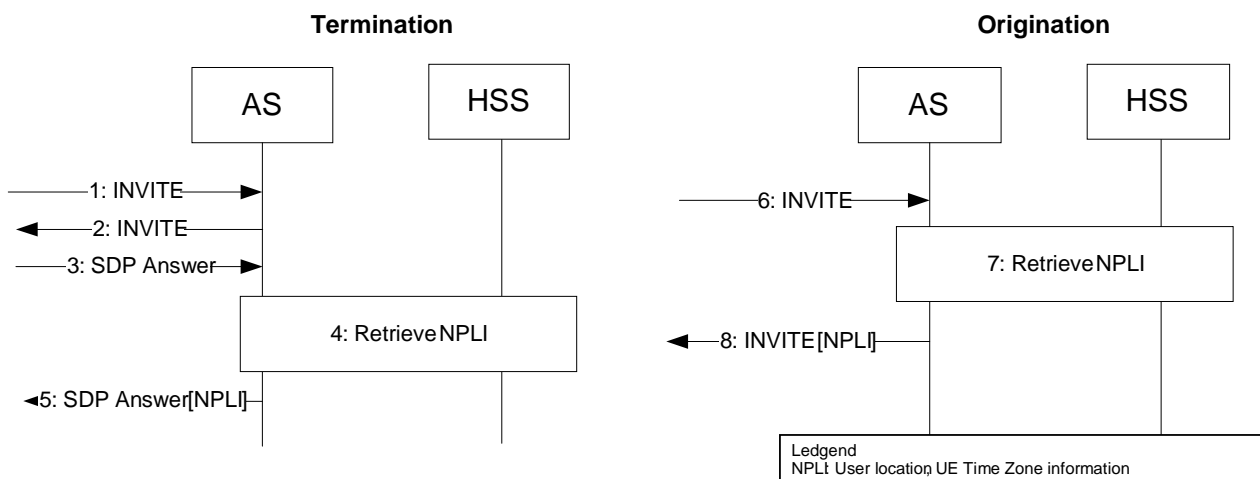 Termination
AS
HSS
1: INVITE
2: INVITE
3: SDP Answer
4: Retrieve NPLI
5: SDP Answer[NPLI]
Origination
AS
HSS
6: INVITE
7: Retrieve NPLI
8: INVITE [NPLI]
Ledgend
NPLI: User location, UE Time Zone information